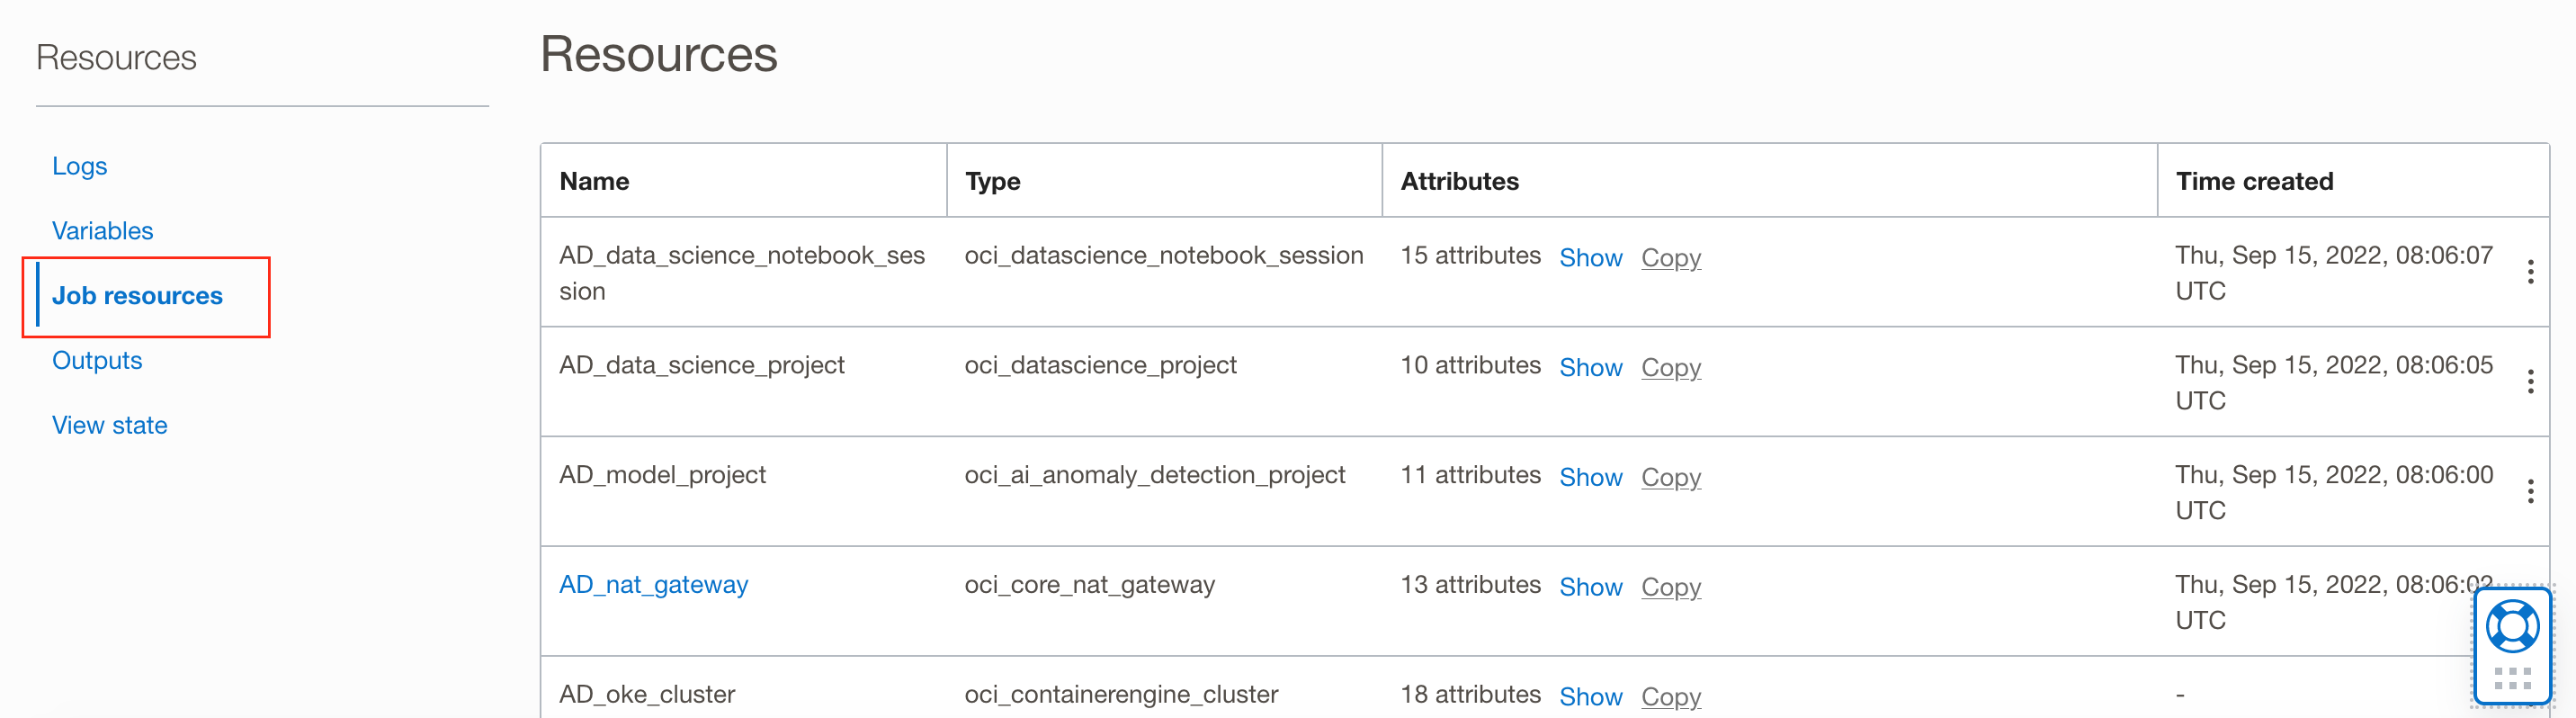 Resources
Logs
Variables
Job resources
Outputs
View state
Resources
Name Type Attributes Time created
AD_data_science_notebook_ses oci_datascience_notebook_session 15 attributes Show Copy Thu, Sep 15, 2022, 08:06:07
sion UTC
AD_data_science_project oci_datascience_project 10 attributes Show Copy Thu, Sep 15, 2022, 08:06:05
UTC
AD_model_project oci_ai_anomaly_detection_project 11 attributes Show Copy Thu, Sep 15, 2022, 08:06:00
UTC
AD_nat_gateway oci_core_nat_gateway 13 attributes Show Copy Thu, Sep 15, 2022, 08:06:02
UTC
AD_oke_cluster oci_containerengine_cluster 18 attributes Show Copy -